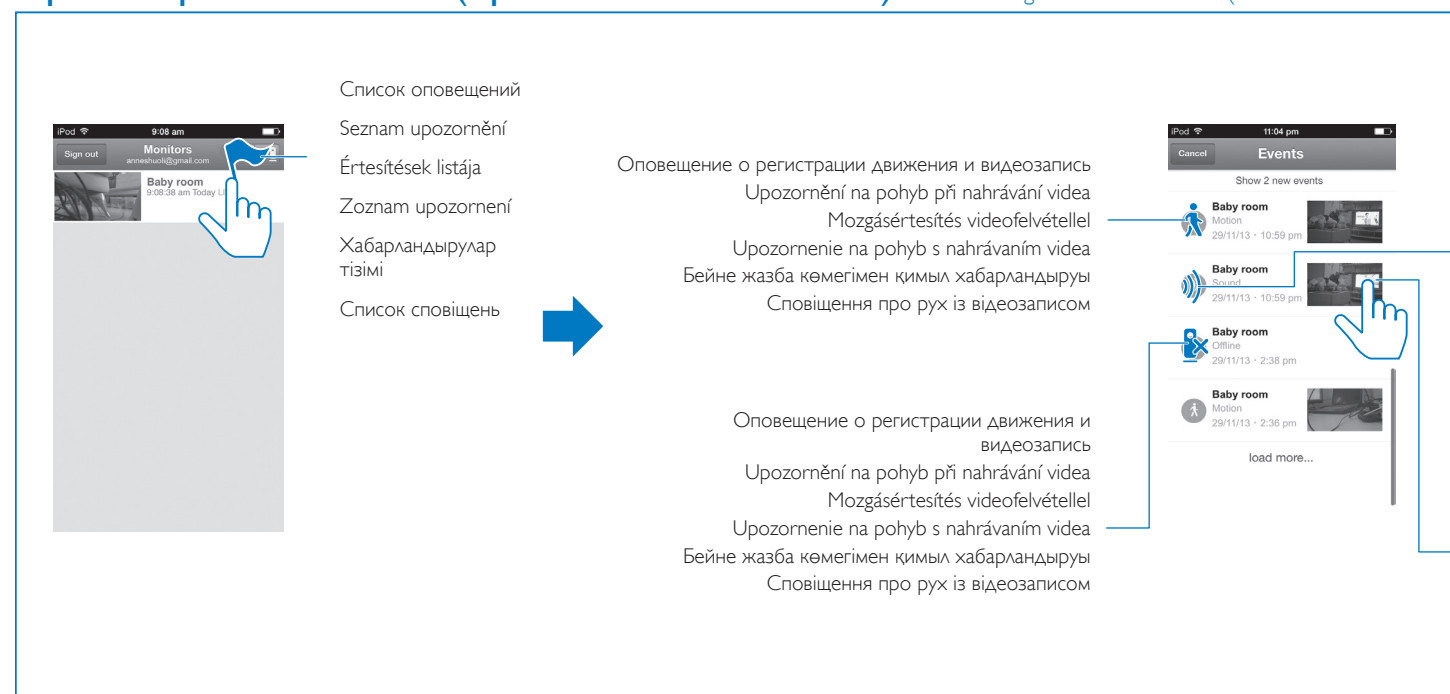 Список оповещений
Seznam upozornění
Értesítések listája
Zoznam upozornení
Хабарландырулар
тізімі
Список сповіщень
iPod
9:08 am
Sign out
Monitors
anneshuoli@gmail.com
Baby room
9:08:38 am Today
Оповещение о регистрации движения и видеозапись
Upozornění na pohyb při nahrávání videa
Mozgásértesítés videofelvétellel
Upozornenie na pohyb s nahrávaním videa
Бейне жазба көмегімен қимыл хабарландыруы
Сповіщення про рух із відеозаписом
Оповещение о регистрации движения и
видеозапись
Upozornění na pohyb při nahrávání videa
Mozgásértesítés videofelvétellel
Upozornenie na pohyb s nahrávaním videa
Бейне жазба көмегімен қимыл хабарландыруы
Сповіщення про рух із відеозаписом
iPod
11:04 pm
Cancel
Events
Show 2 new events
Baby room
Motion
29/11/13 · 10:59 pm
Baby room
Sound
29/11/13 · 10:59 pm
Baby room
Offline
29/11/13 · 2:38 pm
Baby room
Motion
29/11/13 · 2:36 pm
load more...